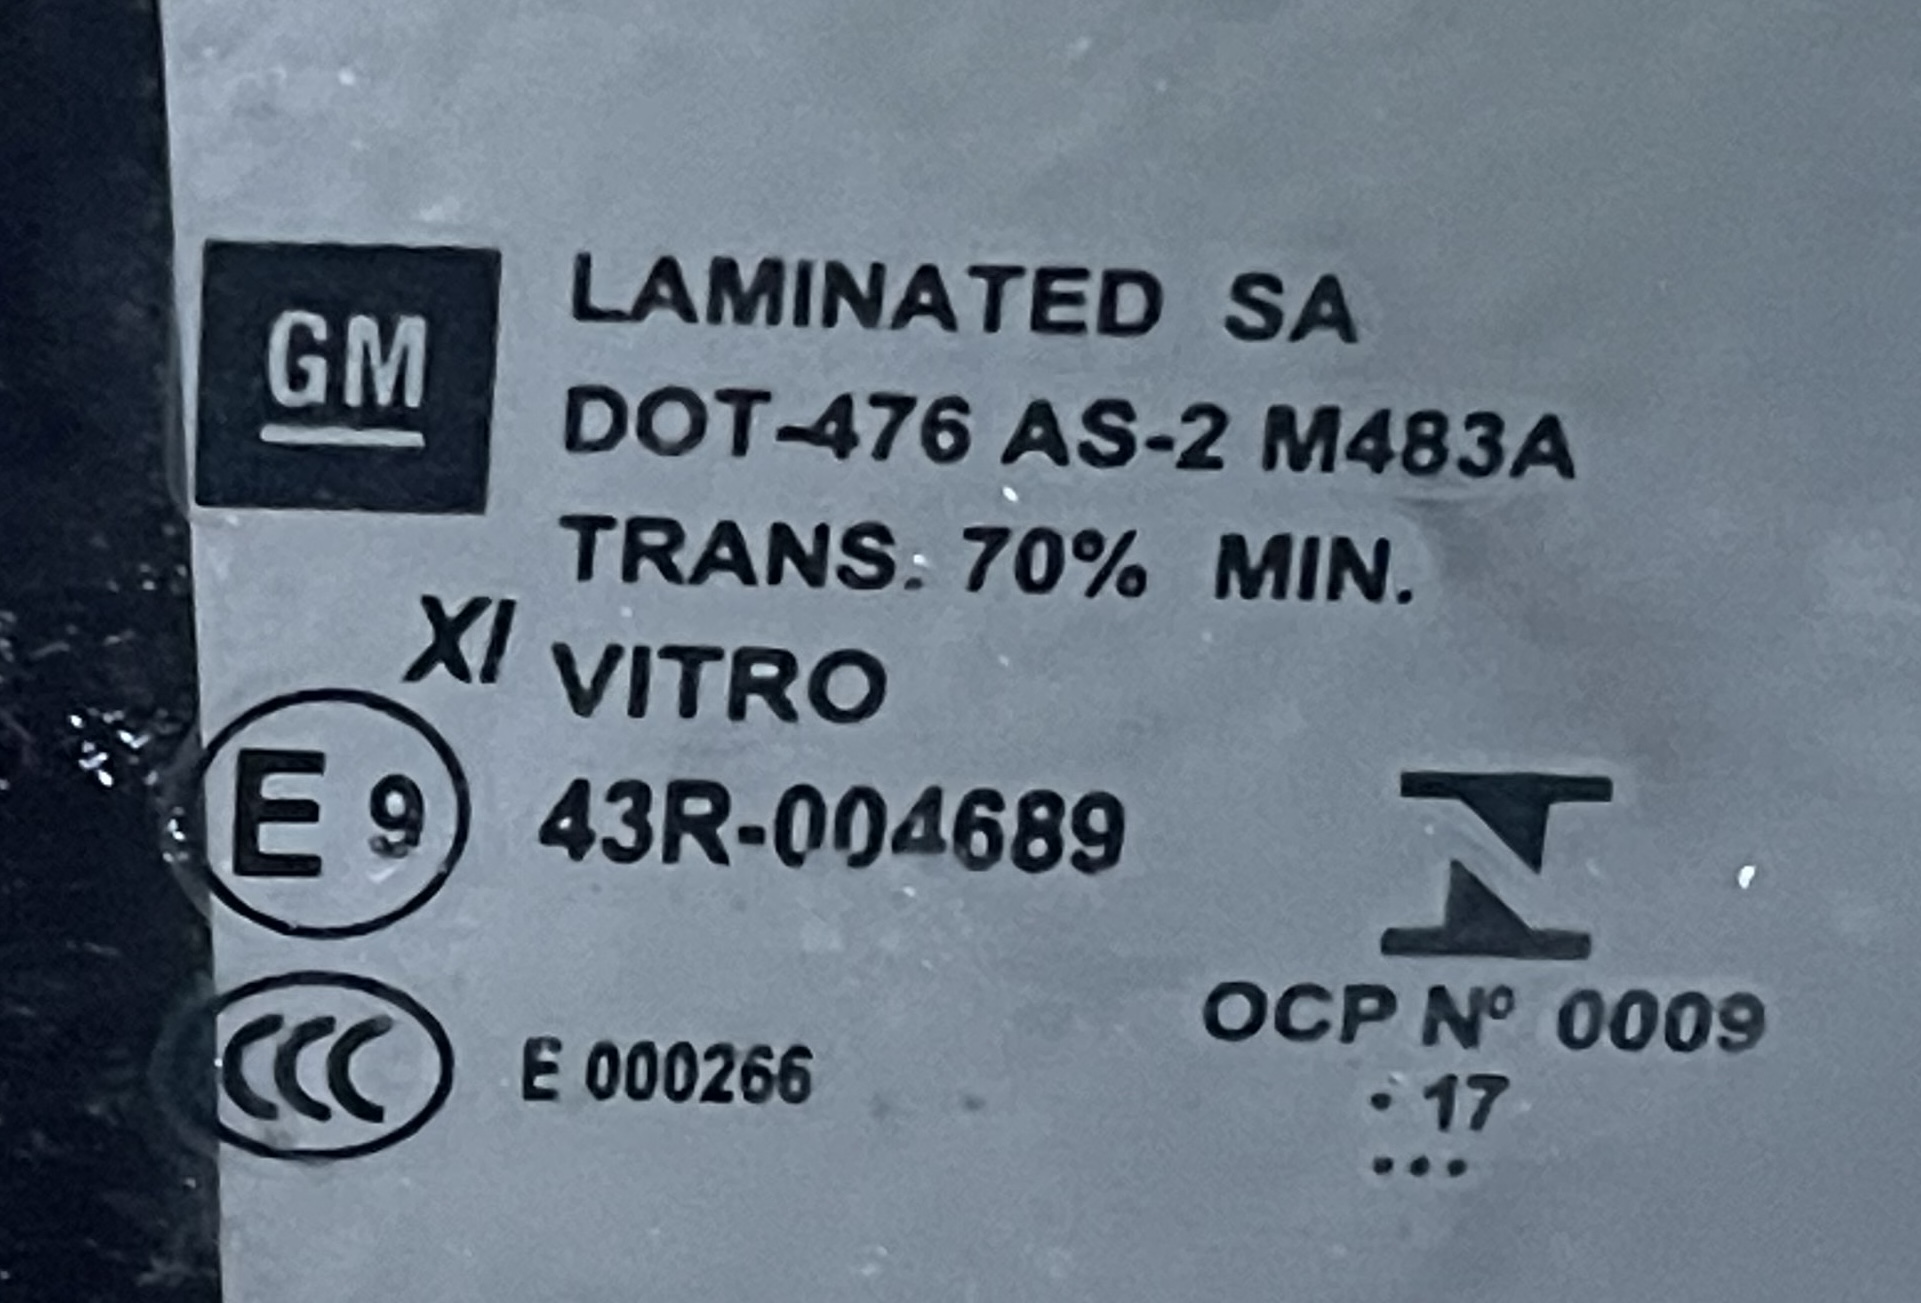 GM
LAMINATED SA
DOT-476 AS-2 M483A
TRANS. 70% MIN.
XI VITRO
E 9 43R-004689
CCC E 000266
N
OCP Nº 0009
. 17
...